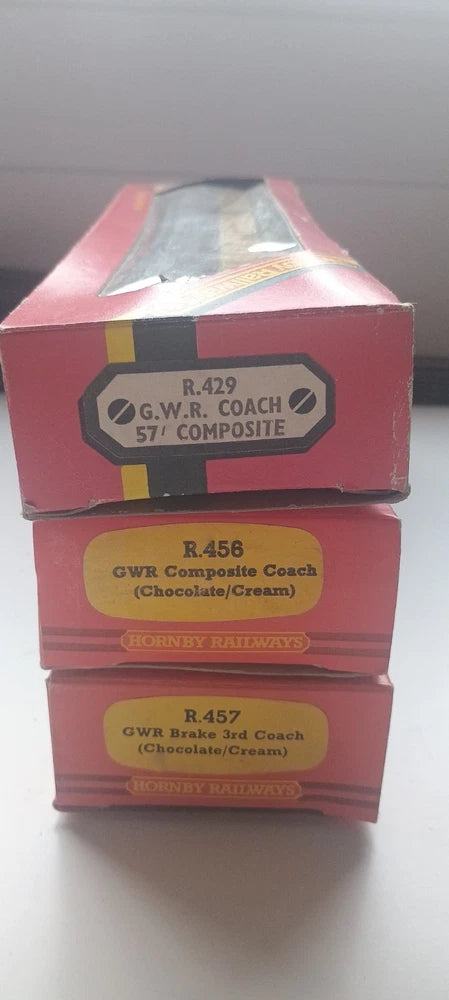 R.429
G.W.R. COACH
57' COMPOSITE
R.456
GWR Composite Coach
(Chocolate/Cream)
HORNBY RAILWAYS
R.457
GWR Brake 3rd Coach
(Chocolate/Cream)
HORNBY RAILWAYS